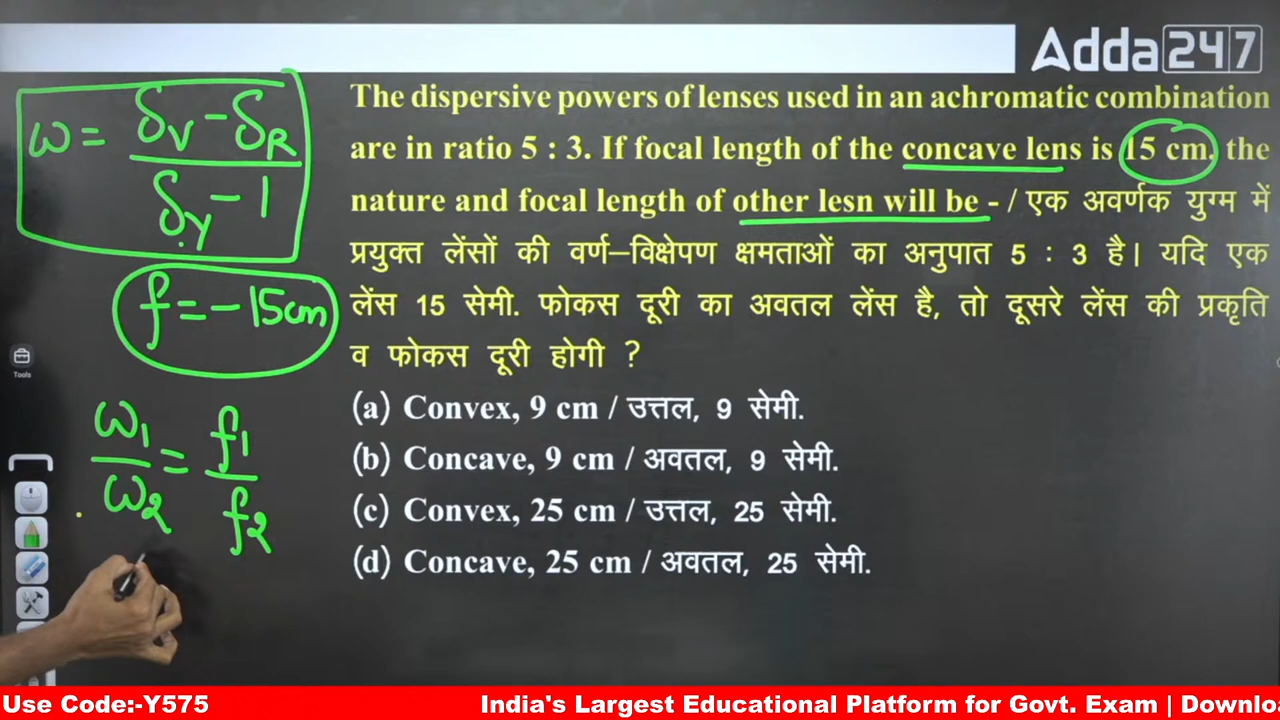 Adda247
ω = δV - δR / δy - 1
f = -15cm
ω1 / ω2 = f1 / f2
The dispersive powers of lenses used in an achromatic combination
are in ratio 5 : 3. If focal length of the concave lens is 15 cm. the
nature and focal length of other lesn will be - / एक अवर्णक युग्म में
प्रयुक्त लेंसों की वर्ण–विक्षेपण क्षमताओं का अनुपात 5 : 3 है। यदि एक
लेंस 15 सेमी. फोकस दूरी का अवतल लेंस है, तो दूसरे लेंस की प्रकृति
व फोकस दूरी होगी ?
(a) Convex, 9 cm / उत्तल, 9 सेमी.
(b) Concave, 9 cm / अवतल, 9 सेमी.
(c) Convex, 25 cm / उत्तल, 25 सेमी.
(d) Concave, 25 cm / अवतल, 25 सेमी.
Tools
Use Code:-Y575 India's Largest Educational Platform for Govt. Exam | Downlo